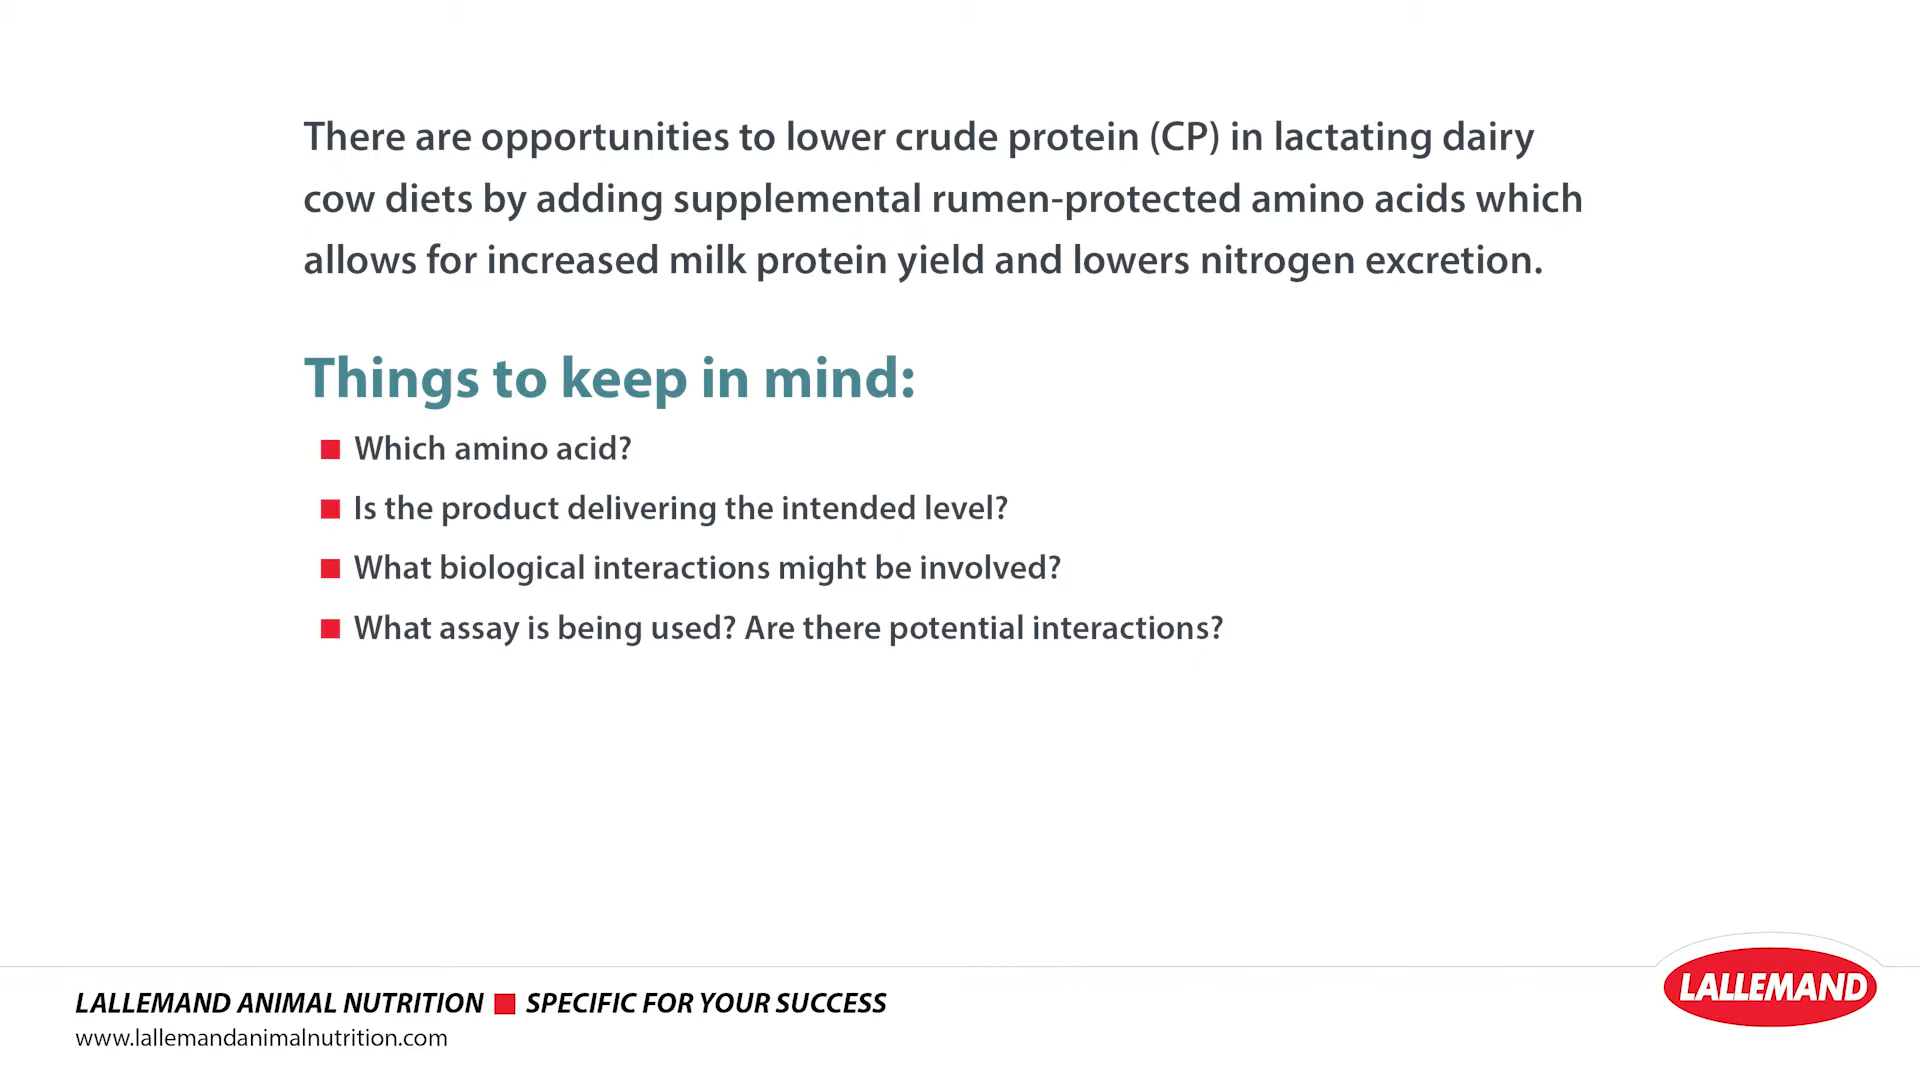 There are opportunities to lower crude protein (CP) in lactating dairy
cow diets by adding supplemental rumen-protected amino acids which
allows for increased milk protein yield and lowers nitrogen excretion.
Things to keep in mind:
Which amino acid?
Is the product delivering the intended level?
What biological interactions might be involved?
What assay is being used? Are there potential interactions?
LALLEMAND ANIMAL NUTRITION SPECIFIC FOR YOUR SUCCESS
www.lallemandanimalnutrition.com
LALLEMAND